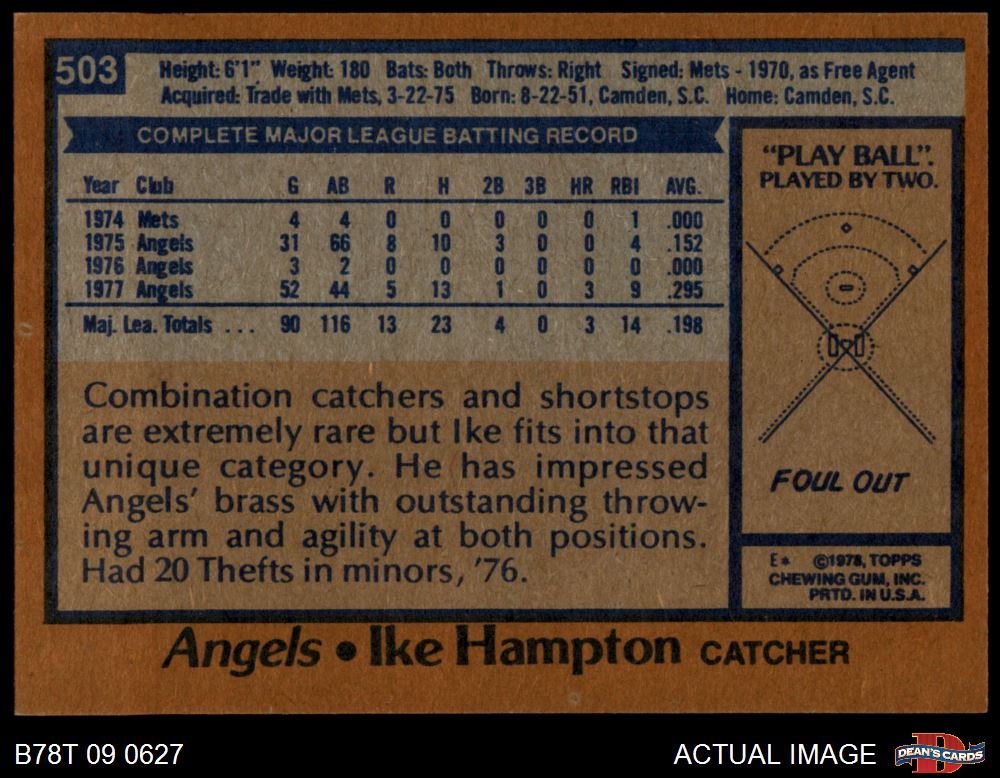 503
Height: 6'1" Weight: 180 Bats: Both Throws: Right Signed: Mets - 1970, as Free Agent
Acquired: Trade with Mets, 3-22-75 Born: 8-22-51, Camden, S.C. Home: Camden, S.C.
COMPLETE MAJOR LEAGUE BATTING RECORD
Year Club G AB R H 2B 3B HR RBI AVG.
1974 Mets 4 4 0 0 0 0 0 1 .000
1975 Angels 31 66 8 10 3 0 0 4 .152
1976 Angels 3 2 0 0 0 0 0 0 .000
1977 Angels 52 44 5 13 1 0 3 9 .295
Maj. Lea. Totals ... 90 116 13 23 4 0 3 14 .198
Combination catchers and shortstops
are extremely rare but Ike fits into that
unique category. He has impressed
Angels' brass with outstanding throw-
ing arm and agility at both positions.
Had 20 Thefts in minors, '76.
"PLAY BALL".
PLAYED BY TWO.
FOUL OUT
E* ©1978, TOPPS
CHEWING GUM, INC.
PRTD. IN U.S.A.
Angels • Ike Hampton CATCHER
B78T 09 0627
ACTUAL IMAGE
DEAN'S CARDS